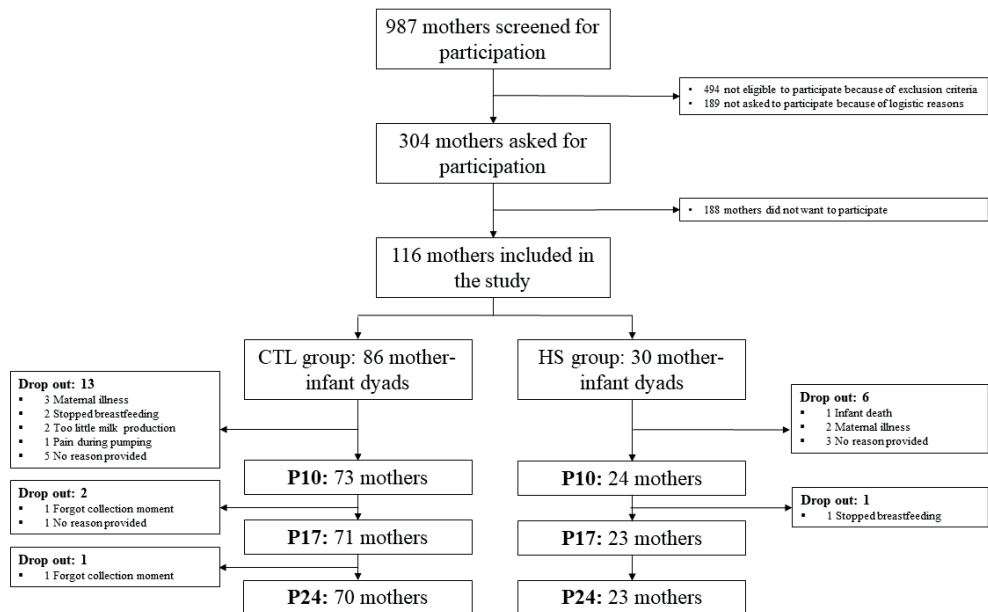 987 mothers screened for
participation
▪ 494 not eligible to participate because of exclusion criteria
▪ 189 not asked to participate because of logistic reasons
304 mothers asked for
participation
▪ 188 mothers did not want to participate
116 mothers included in
the study
CTL group: 86 mother-
infant dyads
HS group: 30 mother-
infant dyads
Drop out: 13
▪ 3 Maternal illness
▪ 2 Stopped breastfeeding
▪ 2 Too little milk production
▪ 1 Pain during pumping
▪ 5 No reason provided
Drop out: 6
▪ 1 Infant death
▪ 2 Maternal illness
▪ 3 No reason provided
P10: 73 mothers
P10: 24 mothers
Drop out: 2
▪ 1 Forgot collection moment
▪ 1 No reason provided
Drop out: 1
▪ 1 Stopped breastfeeding
P17: 71 mothers
P17: 23 mothers
Drop out: 1
▪ 1 Forgot collection moment
P24: 70 mothers
P24: 23 mothers